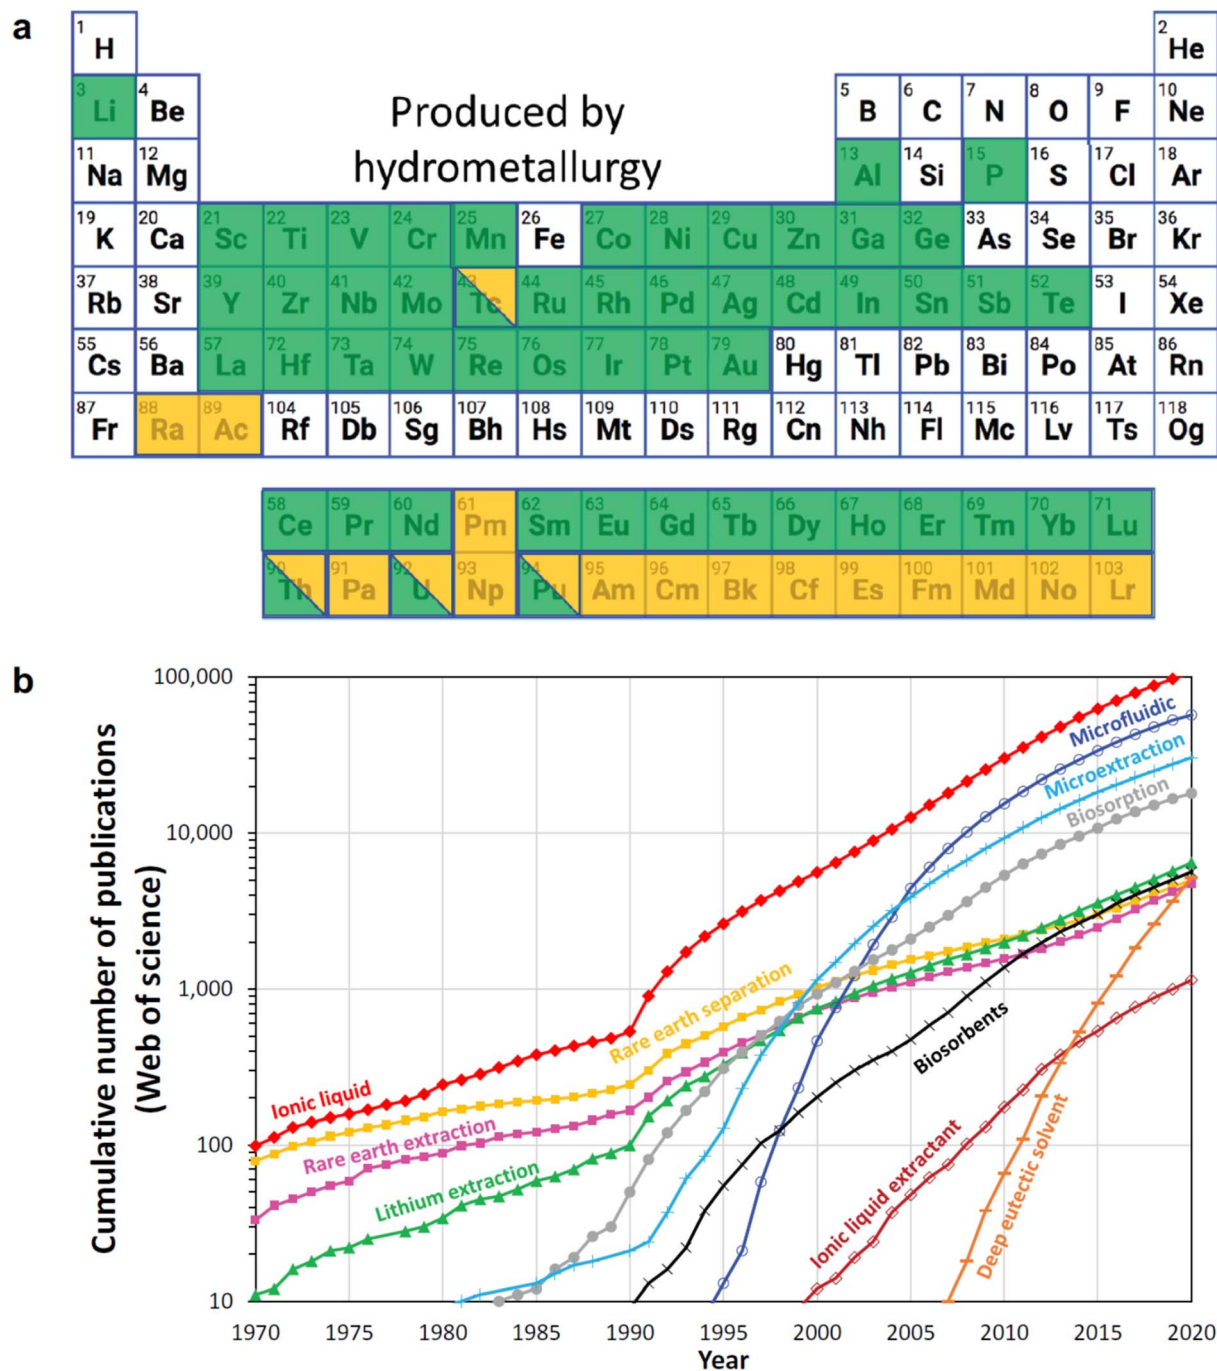 a
1 H 2 He
3 Li 4 Be 5 B 6 C 7 N 8 O 9 F 10 Ne
Produced by
hydrometallurgy
11 Na 12 Mg 13 Al 14 Si 15 P 16 S 17 Cl 18 Ar
19 K 20 Ca 21 Sc 22 Ti 23 V 24 Cr 25 Mn 26 Fe 27 Co 28 Ni 29 Cu 30 Zn 31 Ga 32 Ge 33 As 34 Se 35 Br 36 Kr
37 Rb 38 Sr 39 Y 40 Zr 41 Nb 42 Mo 43 Tc 44 Ru 45 Rh 46 Pd 47 Ag 48 Cd 49 In 50 Sn 51 Sb 52 Te 53 I 54 Xe
55 Cs 56 Ba 57 La 72 Hf 73 Ta 74 W 75 Re 76 Os 77 Ir 78 Pt 79 Au 80 Hg 81 Tl 82 Pb 83 Bi 84 Po 85 At 86 Rn
87 Fr 88 Ra 89 Ac 104 Rf 105 Db 106 Sg 107 Bh 108 Hs 109 Mt 110 Ds 111 Rg 112 Cn 113 Nh 114 Fl 115 Mc 116 Lv 117 Ts 118 Og
58 Ce 59 Pr 60 Nd 61 Pm 62 Sm 63 Eu 64 Gd 65 Tb 66 Dy 67 Ho 68 Er 69 Tm 70 Yb 71 Lu
90 Th 91 Pa 92 U 93 Np 94 Pu 95 Am 96 Cm 97 Bk 98 Cf 99 Es 100 Fm 101 Md 102 No 103 Lr
b
Cumulative number of publications
(Web of science)
100,000
10,000
1,000
100
10
Microfluidic
Microextraction
Biosorption
Rare earth separation
Biosorbents
Ionic liquid
Rare earth extraction
Lithium extraction
Ionic liquid extractant
Deep eutectic solvent
1970 1975 1980 1985 1990 1995 2000 2005 2010 2015 2020
Year